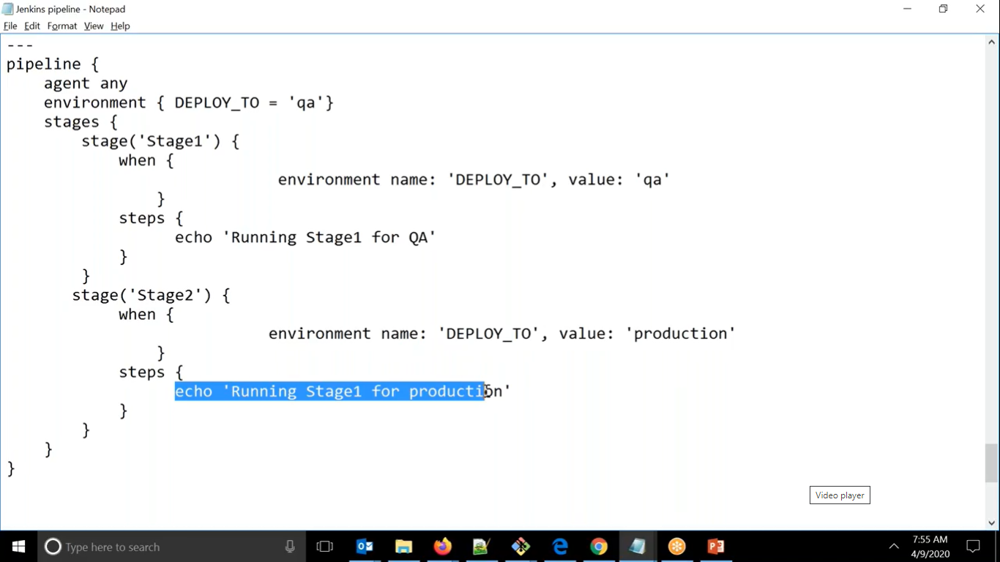 Jenkins pipeline - Notepad
File Edit Format View Help
---
pipeline {
    agent any
    environment { DEPLOY_TO = 'qa'}
    stages {
        stage('Stage1') {
            when {
                             environment name: 'DEPLOY_TO', value: 'qa'
                }
            steps {
                  echo 'Running Stage1 for QA'
            }
        }
       stage('Stage2') {
            when {
                            environment name: 'DEPLOY_TO', value: 'production'
                }
            steps {
                  echo 'Running Stage1 for production'
            }
        }
    }
}
Video player
Type here to search
7:55 AM
4/9/2020